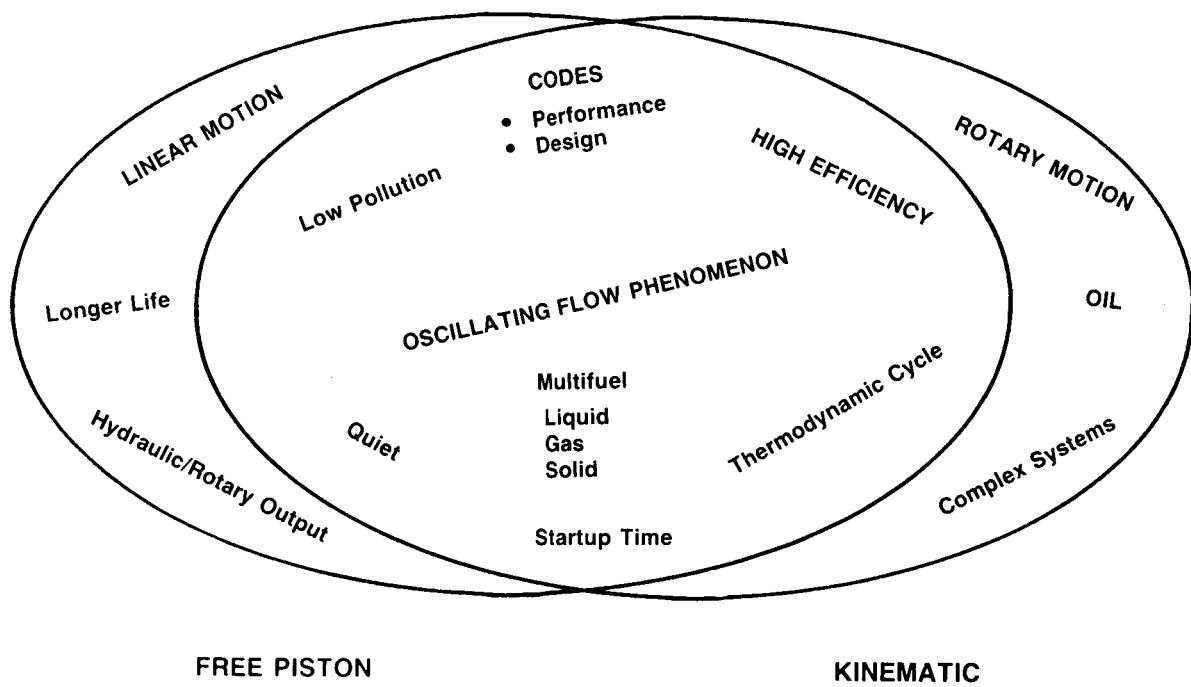 CODES
• Performance
• Design
LINEAR MOTION
Low Pollution
HIGH EFFICIENCY
ROTARY MOTION
Longer Life
OSCILLATING FLOW PHENOMENON
OIL
Multifuel
Liquid
Gas
Solid
Quiet
Thermodynamic Cycle
Hydraulic/Rotary Output
Complex Systems
Startup Time
FREE PISTON
KINEMATIC